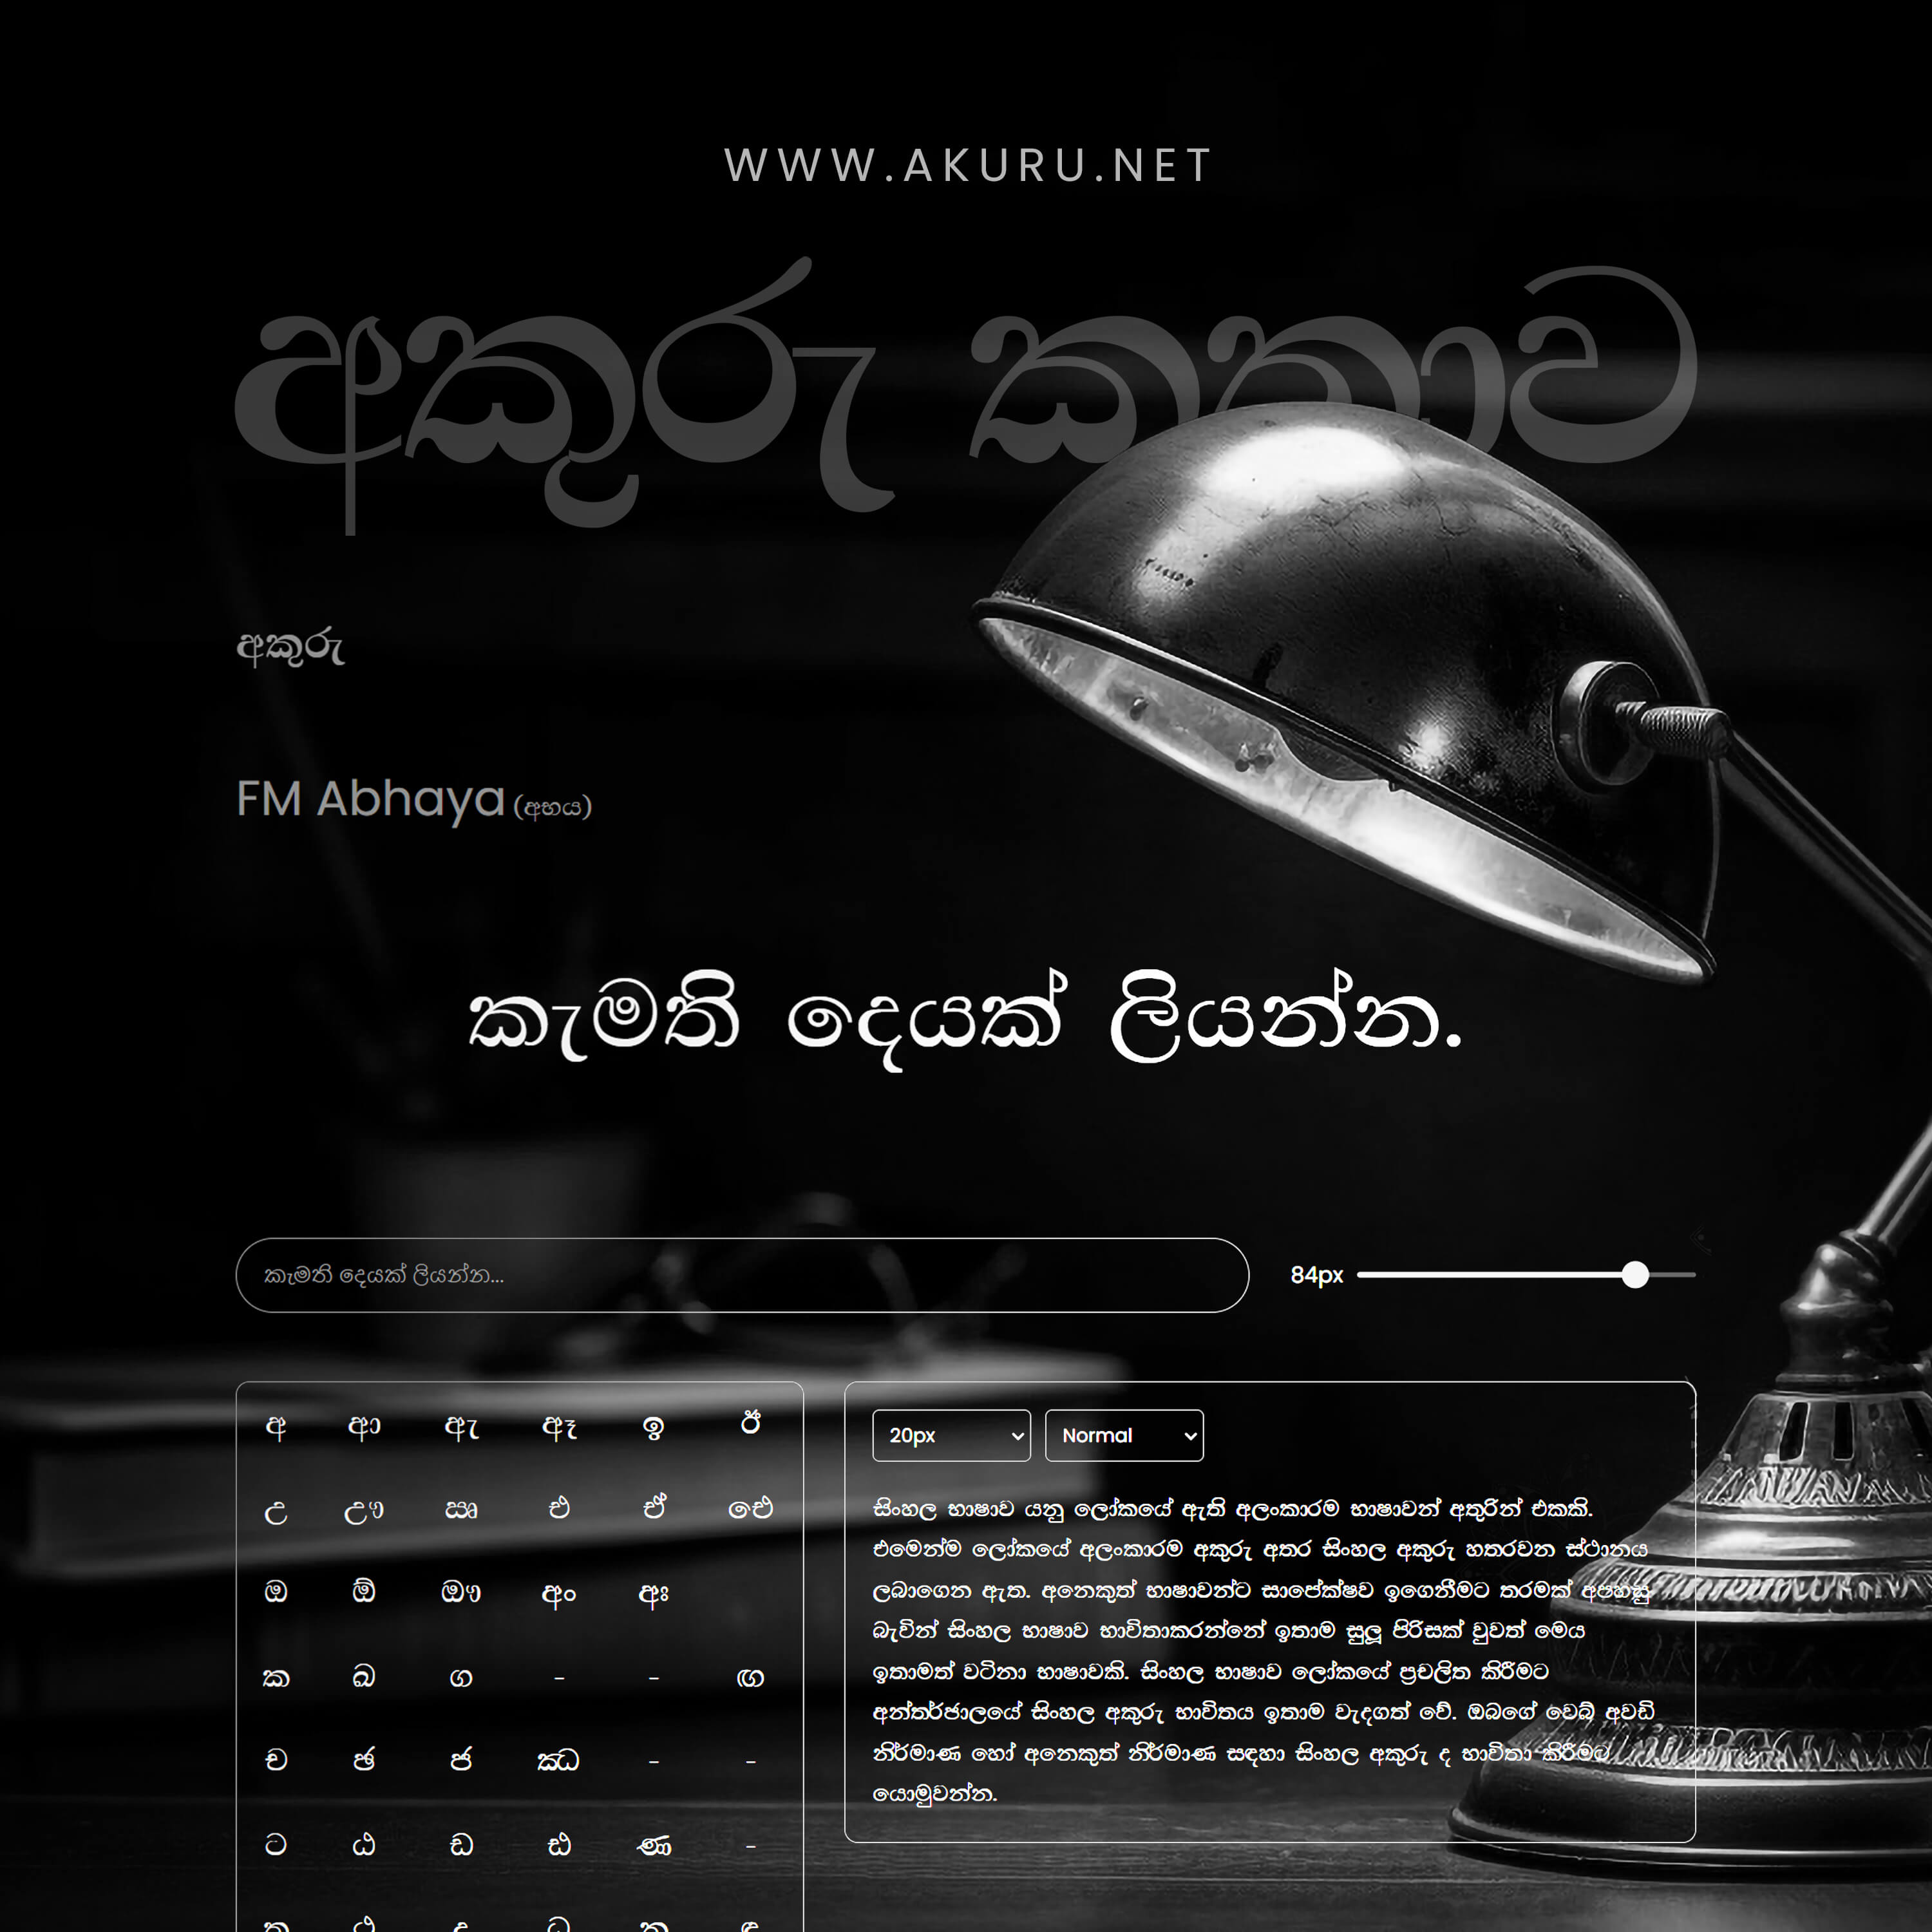 WWW.AKURU.NET
අකුරු කතාව
අකුරු
FM Abhaya (අභය)
කැමති දෙයක් ලියන්න.
කැමති දෙයක් ලියන්න...
84px
අ ආ ඇ ඈ ඉ ඊ
උ ඌ ඍ එ ඒ ඓ
ඔ ඕ ඖ අං අඃ
ක ඛ ග - - ඟ
ච ඡ ජ ඣ - -
ට ඨ ඩ ඪ ණ -
ත ථ ද ධ න ඳ
20px Normal
සිංහල භාෂාව යනු ලෝකයේ ඇති අලංකාරම භාෂාවන් අතුරින් එකකි.
එමෙන්ම ලෝකයේ අලංකාරම අකුරු අතර සිංහල අකුරු හතරවන ස්ථානය
ලබාගෙන ඇත. අනෙකුත් භාෂාවන්ට සාපේක්ෂව ඉගෙනීමට තරමක් අපහසු
බැවින් සිංහල භාෂාව භාවිතාකරන්නේ ඉතාම සුලූ පිරිසක් වුවත් මෙය
ඉතාමත් වටිනා භාෂාවකි. සිංහල භාෂාව ලෝකයේ ප්‍රචලිත කිරීමට
අන්තර්ජාලයේ සිංහල අකුරු භාවිතය ඉතාම වැදගත් වේ. ඔබගේ වෙබ් අවඩි
නිර්මාණ හෝ අනෙකුත් නිර්මාණ සඳහා සිංහල අකුරු ද භාවිතා කිරීමට
යොමුවන්න.